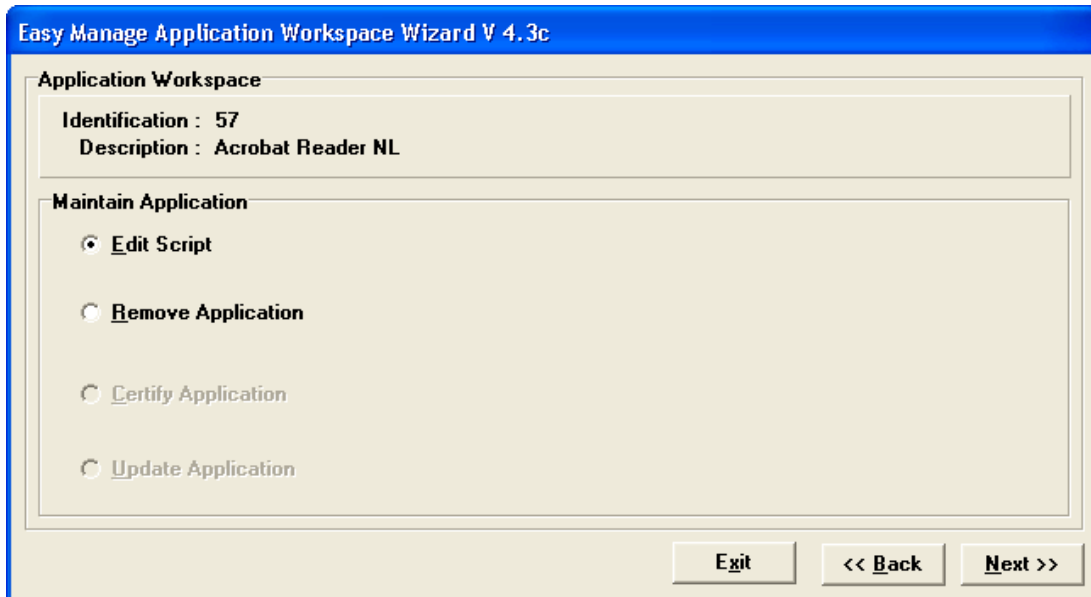 Easy Manage Application Workspace Wizard V 4.3c
Application Workspace
Identification : 57
Description : Acrobat Reader NL
Maintain Application
Edit Script
Remove Application
Certify Application
Update Application
Exit << Back Next >>